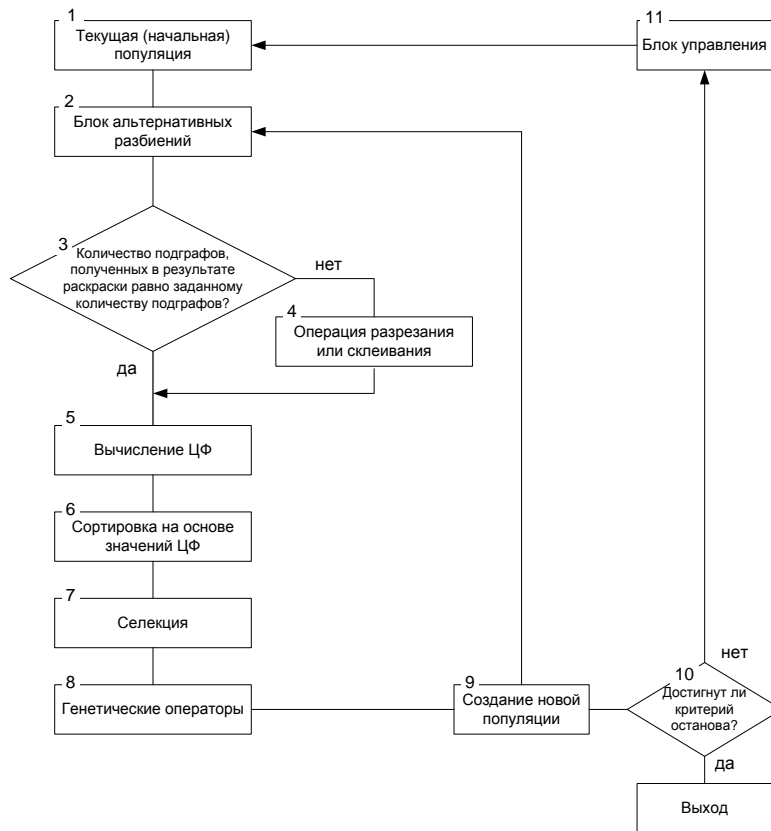 1
Текущая (начальная)
популяция
11
Блок управления
2
Блок альтернативных
разбиений
3
Количество подграфов,
полученных в результате
раскраски равно заданному
количеству подграфов?
нет
4
Операция разрезания
или склеивания
да
5
Вычисление ЦФ
6
Сортировка на основе
значений ЦФ
7
Селекция
8
Генетические операторы
9
Создание новой
популяции
нет
10
Достигнут ли
критерий
останова?
да
Выход